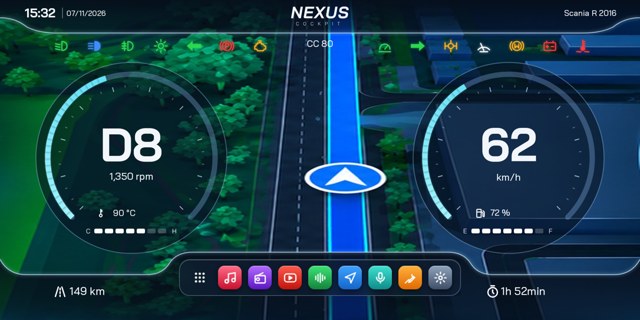 15:32 07/11/2026
NEXUS
COCKPIT
Scania R 2016
CC 80
D8
1,350 rpm
90 °C
C H
62
km/h
72 %
E F
149 km
1h 52min